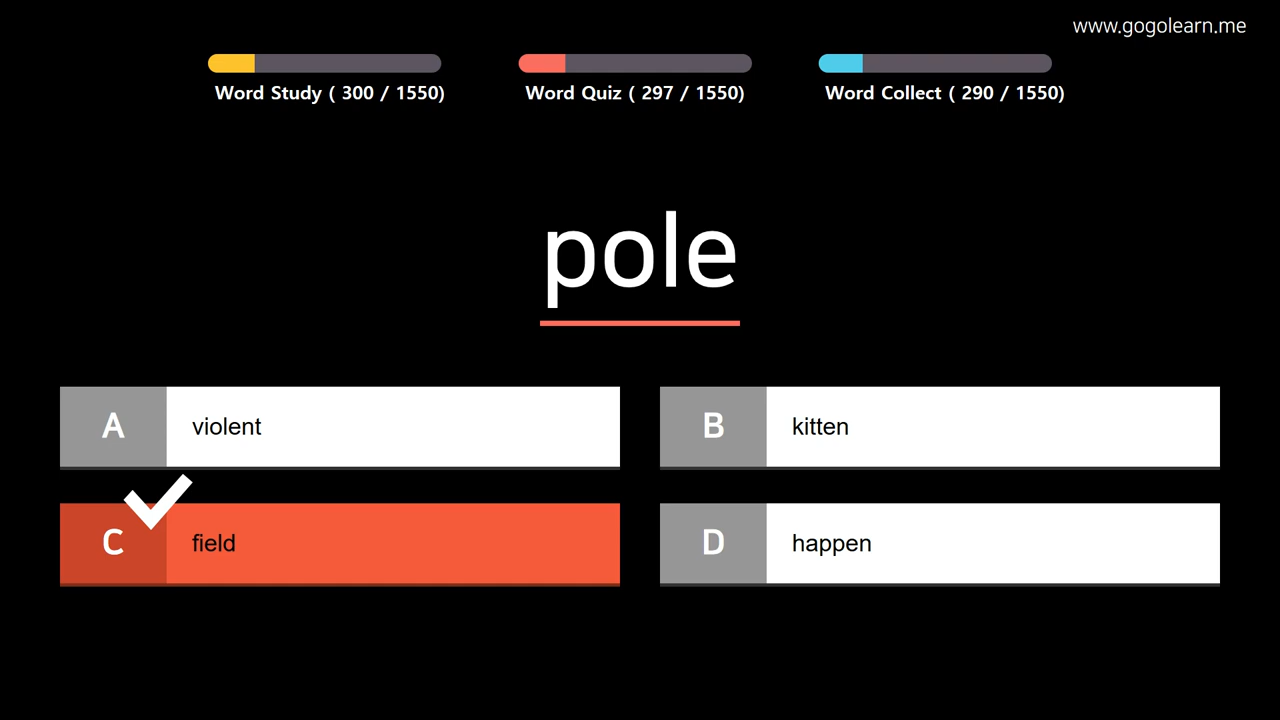 www.gogolearn.me
Word Study ( 300 / 1550)
Word Quiz ( 297 / 1550)
Word Collect ( 290 / 1550)
pole
A
violent
B
kitten
C
field
D
happen